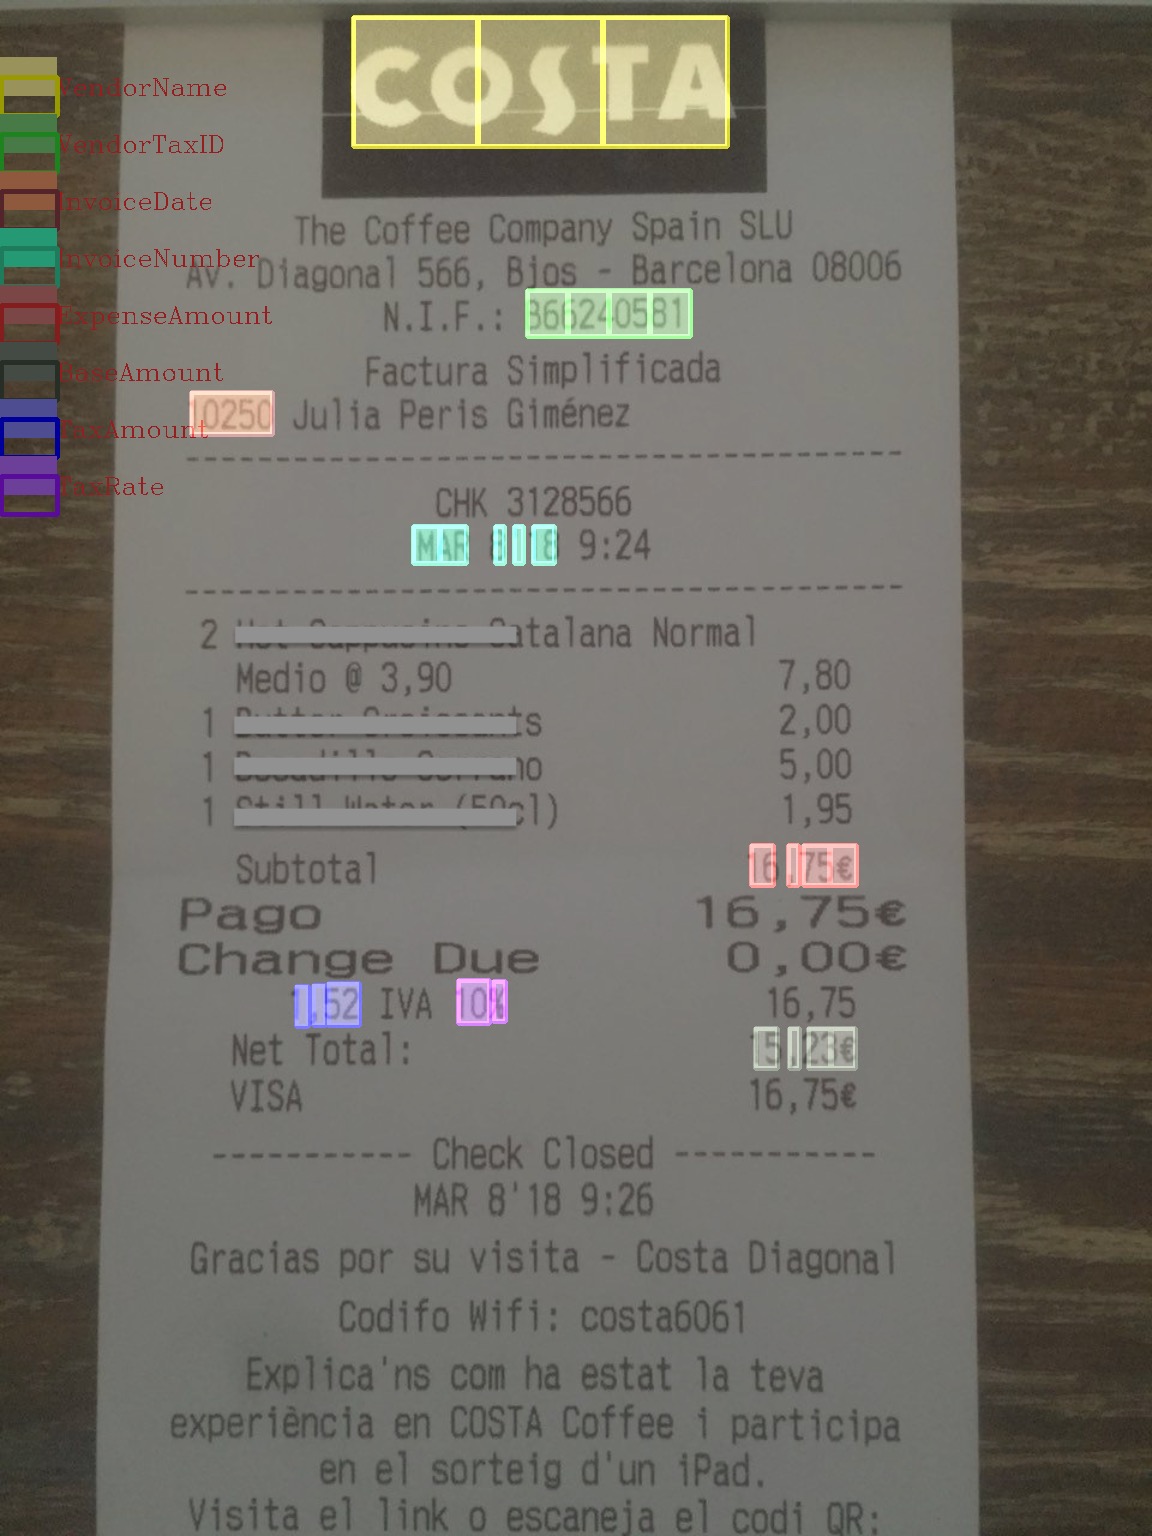 COSTA
VendorName
VendorTaxID
InvoiceDate
InvoiceNumber
ExpenseAmount
BaseAmount
TaxAmount
TaxRate
The Coffee Company Spain SLU
Av. Diagonal 566, Bjos - Barcelona 08006
N.I.F.: B66240581
Factura Simplificada
10250 Julia Peris Giménez
CHK 3128566
MAR 8'18 9:24
2 Catalana Normal
Medio @ 3,90 7,80
1 2,00
1 5,00
1 Still Water (50cl) 1,95
Subtotal 16,75€
Pago 16,75€
Change Due 0,00€
1,52 IVA 10% 16,75
Net Total: 15,23€
VISA 16,75€
----------- Check Closed -----------
MAR 8'18 9:26
Gracias por su visita - Costa Diagonal
Codifo Wifi: costa6061
Explica'ns com ha estat la teva
experiència en COSTA Coffee i participa
en el sorteig d'un iPad.
Visita el link o escaneja el codi QR: